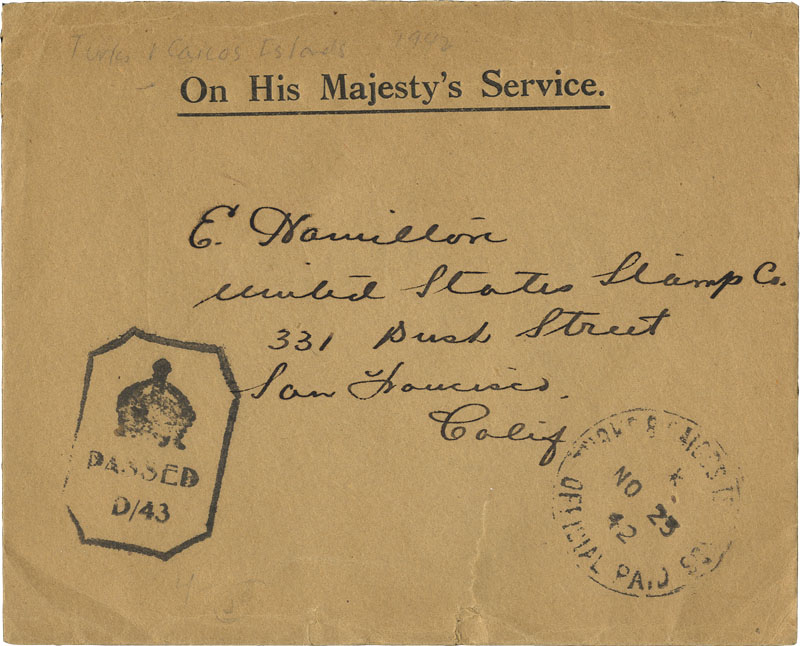 Turks & Caicos Islands 1942
On His Majesty's Service.
E. Hamilton
United States Stamp Co.
331 Bush Street
San Francisco.
Calif
PASSED
D/43
TURKS & CAICOS IS
NO 23
42
OFFICIAL PAID